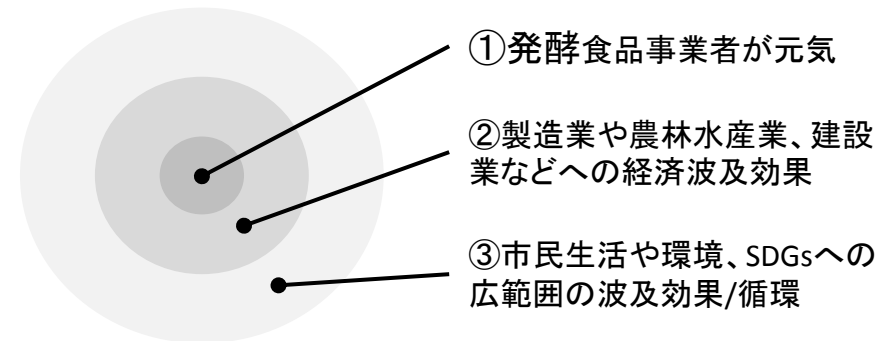 ①発酵食品事業者が元気
②製造業や農林水産業、建設
業などへの経済波及効果
③市民生活や環境、SDGsへの
広範囲の波及効果/循環